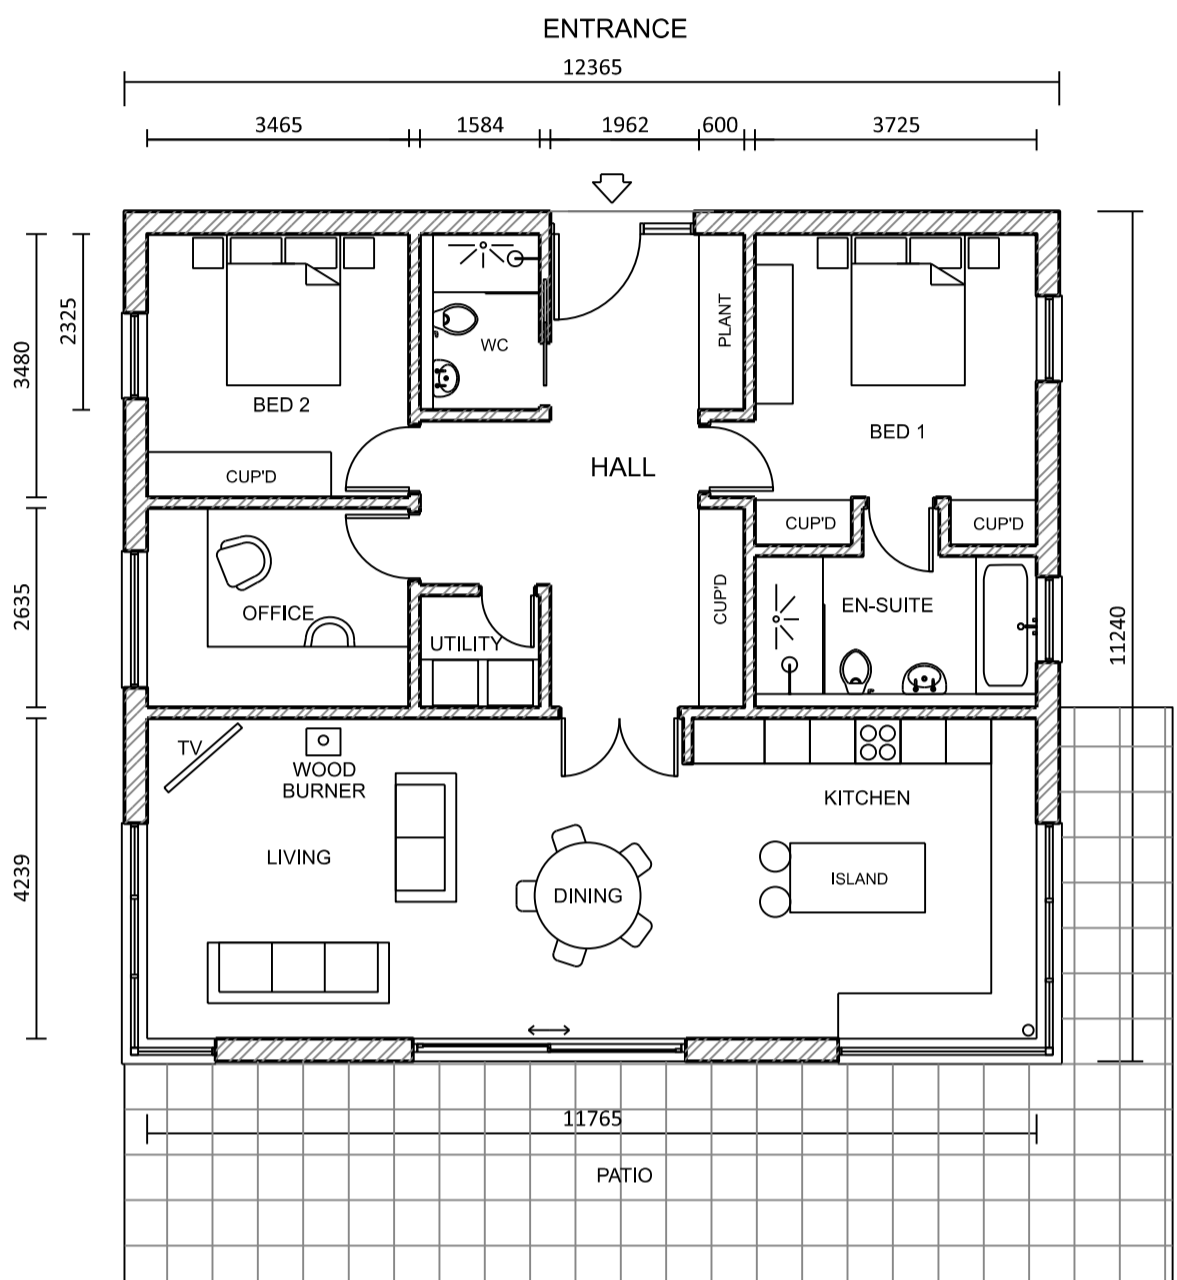 ENTRANCE
12365
3465
1584
1962
600
3725
2325
3480
PLANT
WC
BED 2
BED 1
HALL
CUP'D
CUP'D
CUP'D
CUP'D
2635
OFFICE
EN-SUITE
UTILITY
11240
TV
WOOD
BURNER
KITCHEN
LIVING
4239
ISLAND
DINING
11765
PATIO